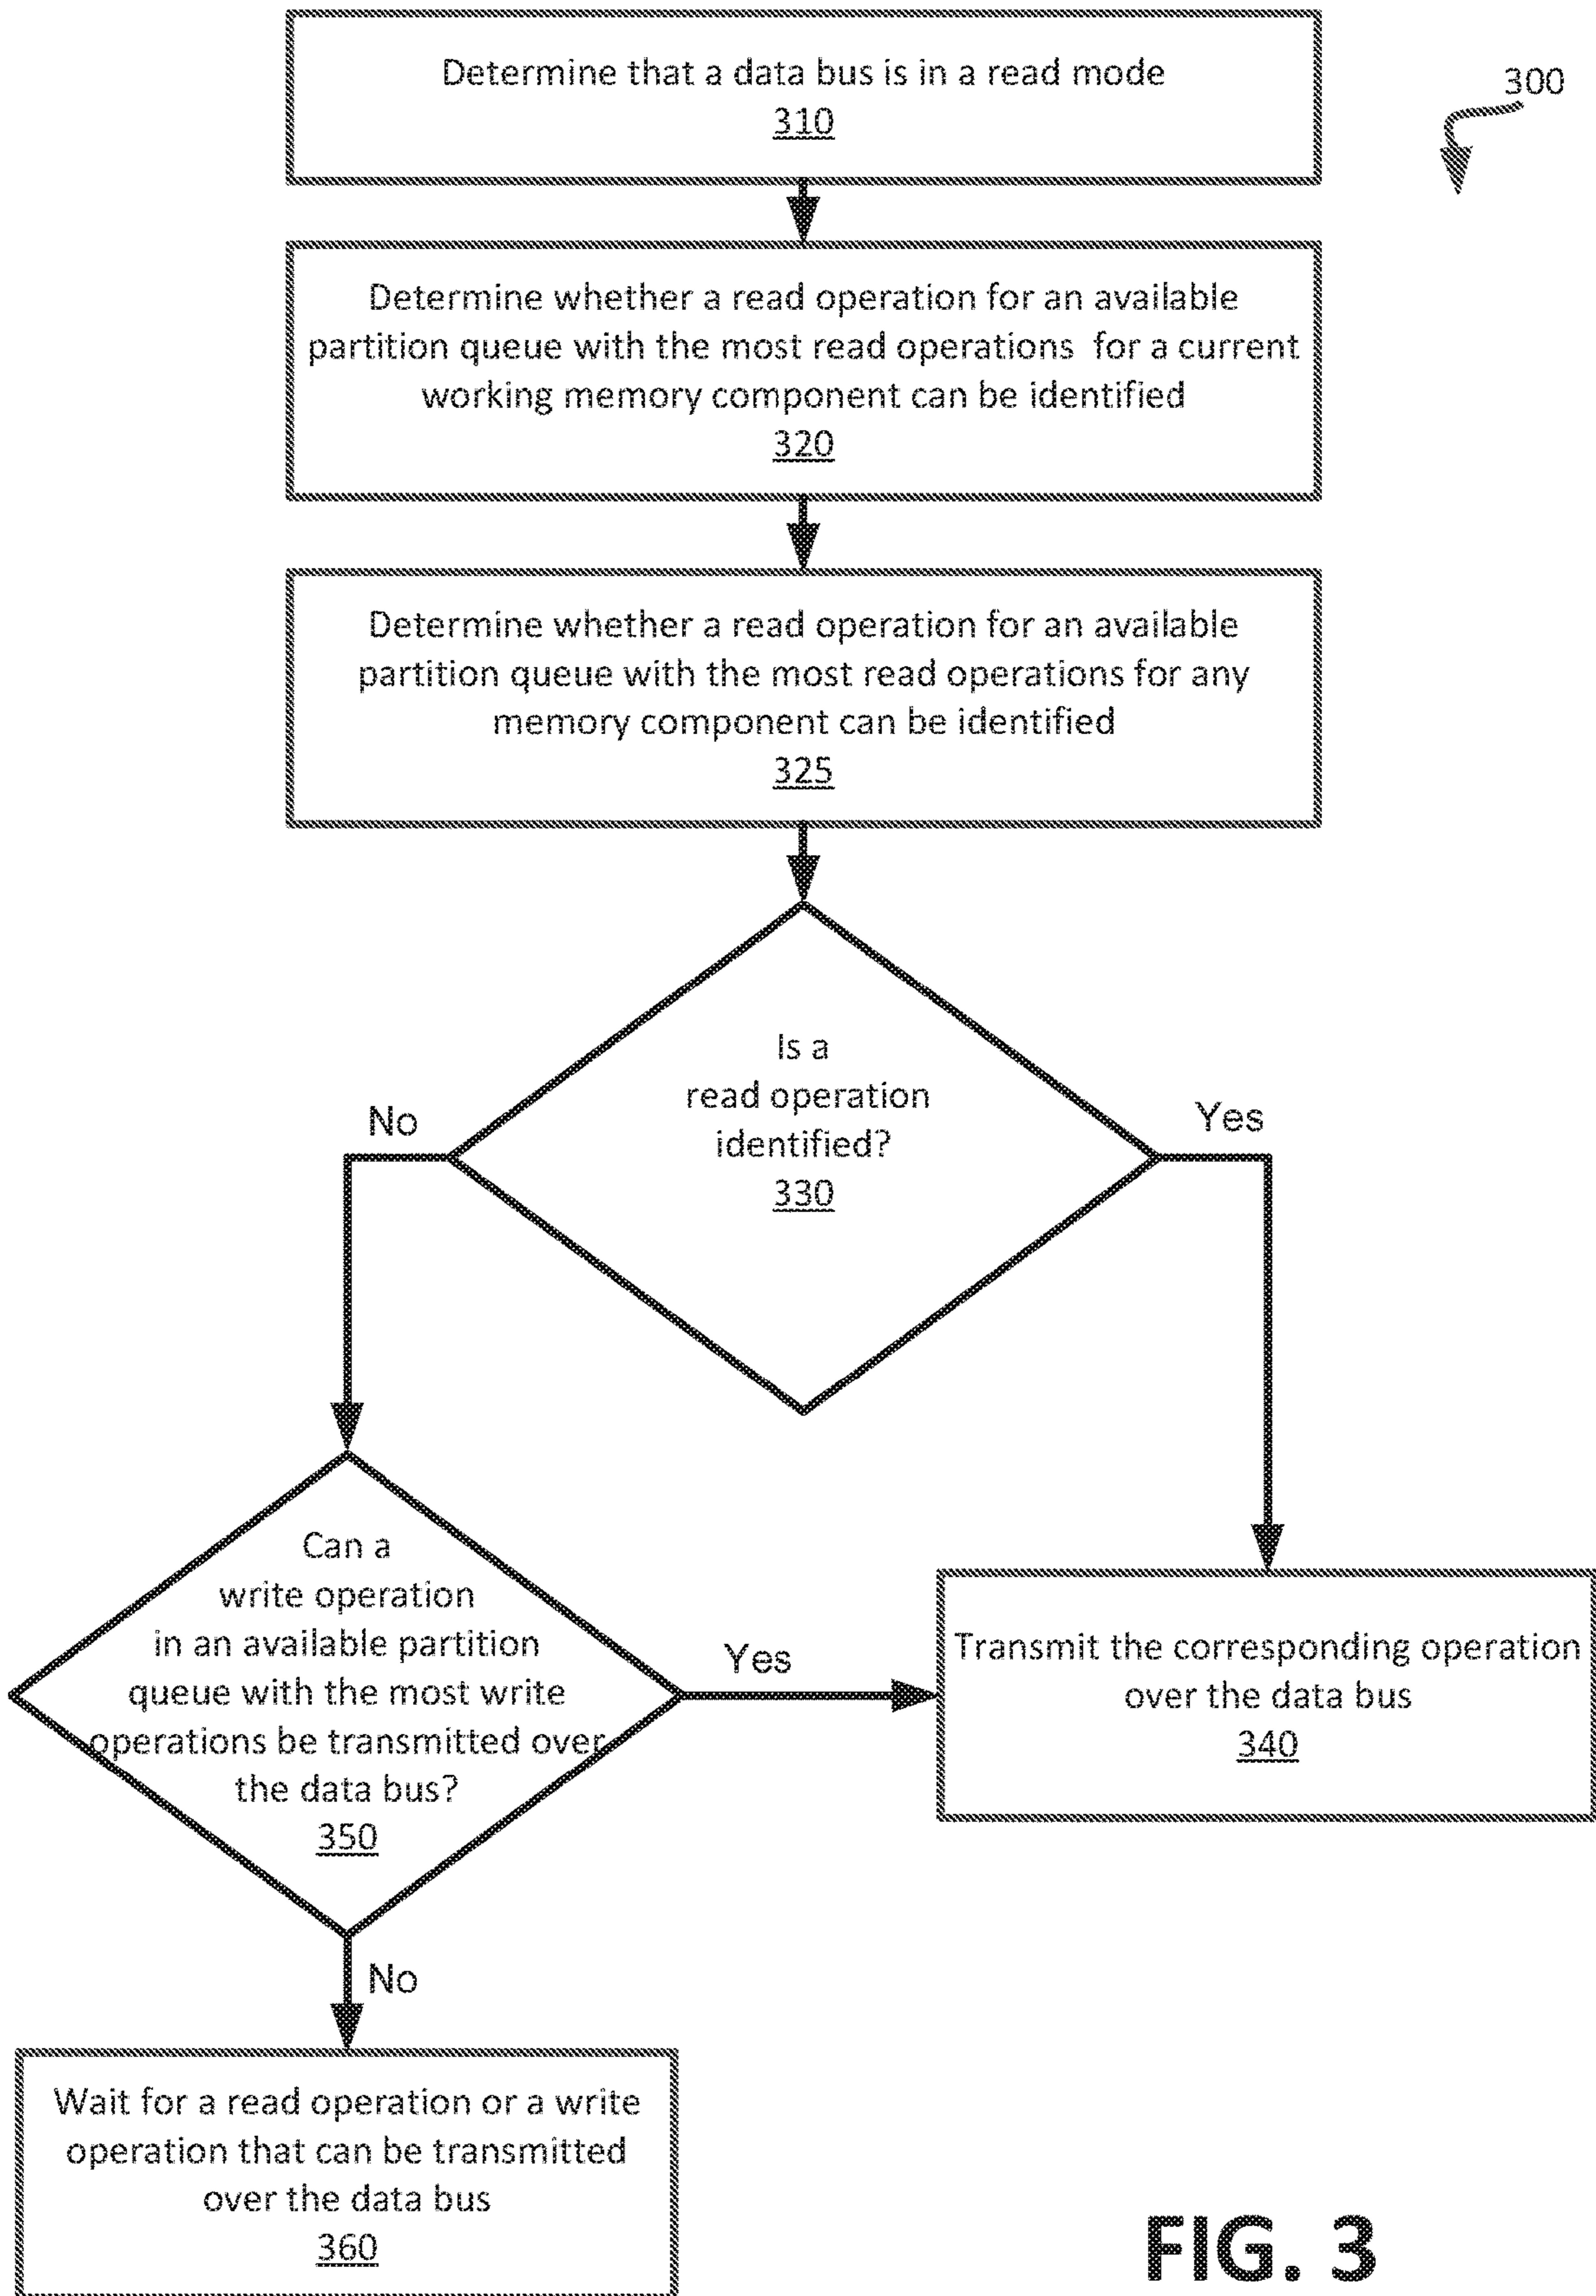 Determine that a data bus is in a read mode
310
300
Determine whether a read operation for an available
partition queue with the most read operations for a current
working memory component can be identified
320
Determine whether a read operation for an available
partition queue with the most read operations for any
memory component can be identified
325
Is a
read operation
identified?
330
No
Yes
Can a
write operation
in an available partition
queue with the most write
operations be transmitted over
the data bus?
350
Yes
Transmit the corresponding operation
over the data bus
340
No
Wait for a read operation or a write
operation that can be transmitted
over the data bus
360
FIG. 3